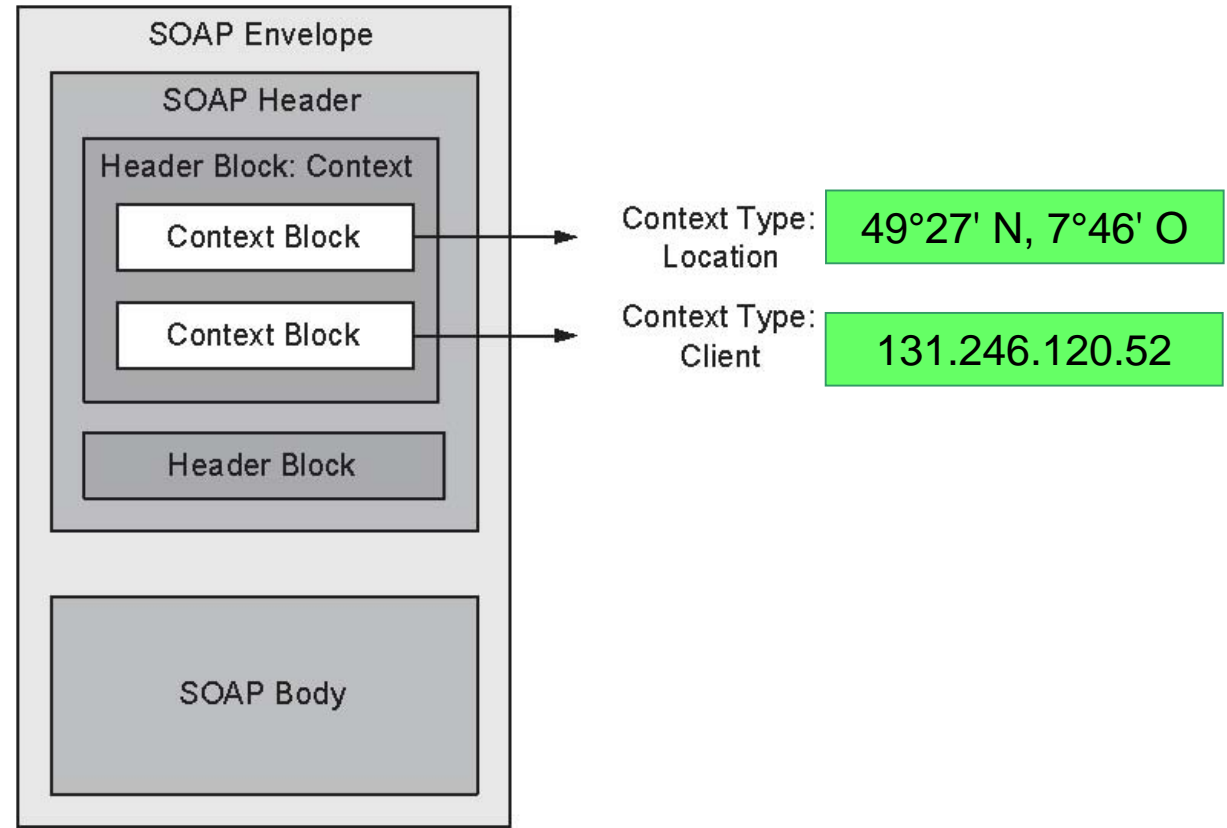 SOAP Envelope
SOAP Header
Header Block: Context
Context Block
Context Type:
Location
49°27' N, 7°46' O
Context Block
Context Type:
Client
131.246.120.52
Header Block
SOAP Body